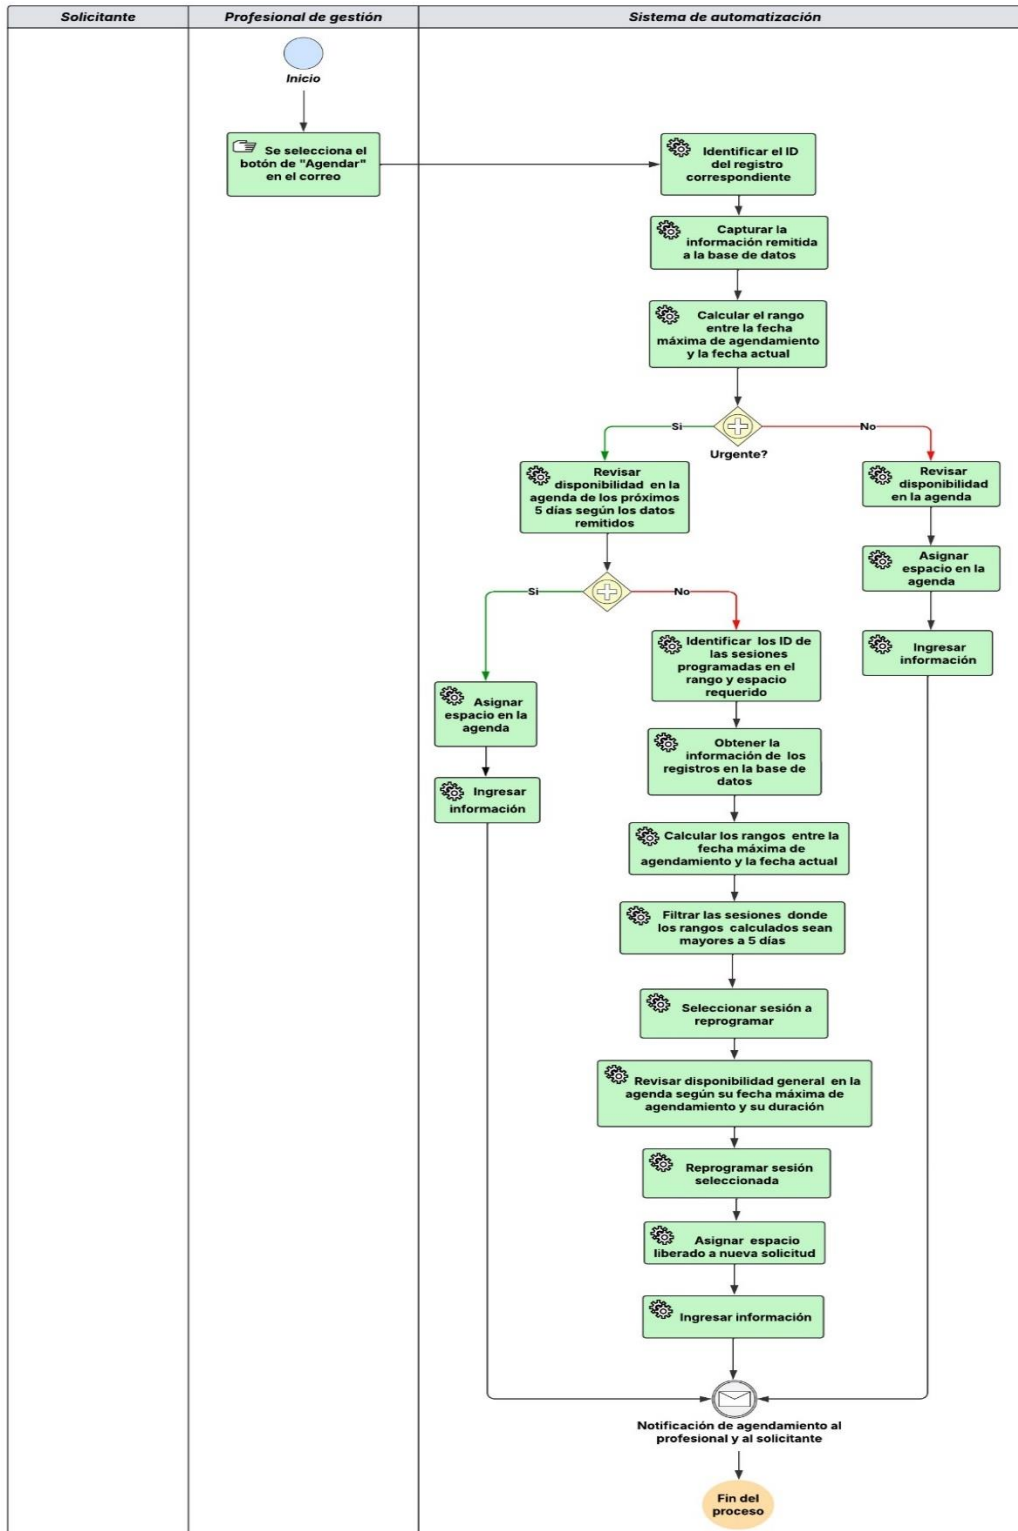 Solicitante
Profesional de gestión
Sistema de automatización
Inicio
Se selecciona el
botón de "Agendar"
en el correo
Identificar el ID
del registro
correspondiente
Capturar la
información remitida
a la base de datos
Calcular el rango
entre la fecha
máxima de agendamiento
y la fecha actual
Si
No
Urgente?
Revisar
disponibilidad en la
agenda de los próximos
5 días según los datos
remitidos
Revisar
disponibilidad
en la agenda
Asignar
espacio en la
agenda
Si
No
Identificar los ID de
las sesiones
programadas en el
rango y espacio
requerido
Ingresar
información
Asignar
espacio en la
agenda
Obtener la
información de los
registros en la base de
datos
Ingresar
información
Calcular los rangos entre la
fecha máxima de
agendamiento y la fecha actual
Filtrar las sesiones donde
los rangos calculados sean
mayores a 5 días
Seleccionar sesión a
reprogramar
Revisar disponibilidad general en la
agenda según su fecha máxima de
agendamiento y su duración
Reprogramar sesión
seleccionada
Asignar espacio
liberado a nueva solicitud
Ingresar información
Notificación de agendamiento al
profesional y al solicitante
Fin del
proceso